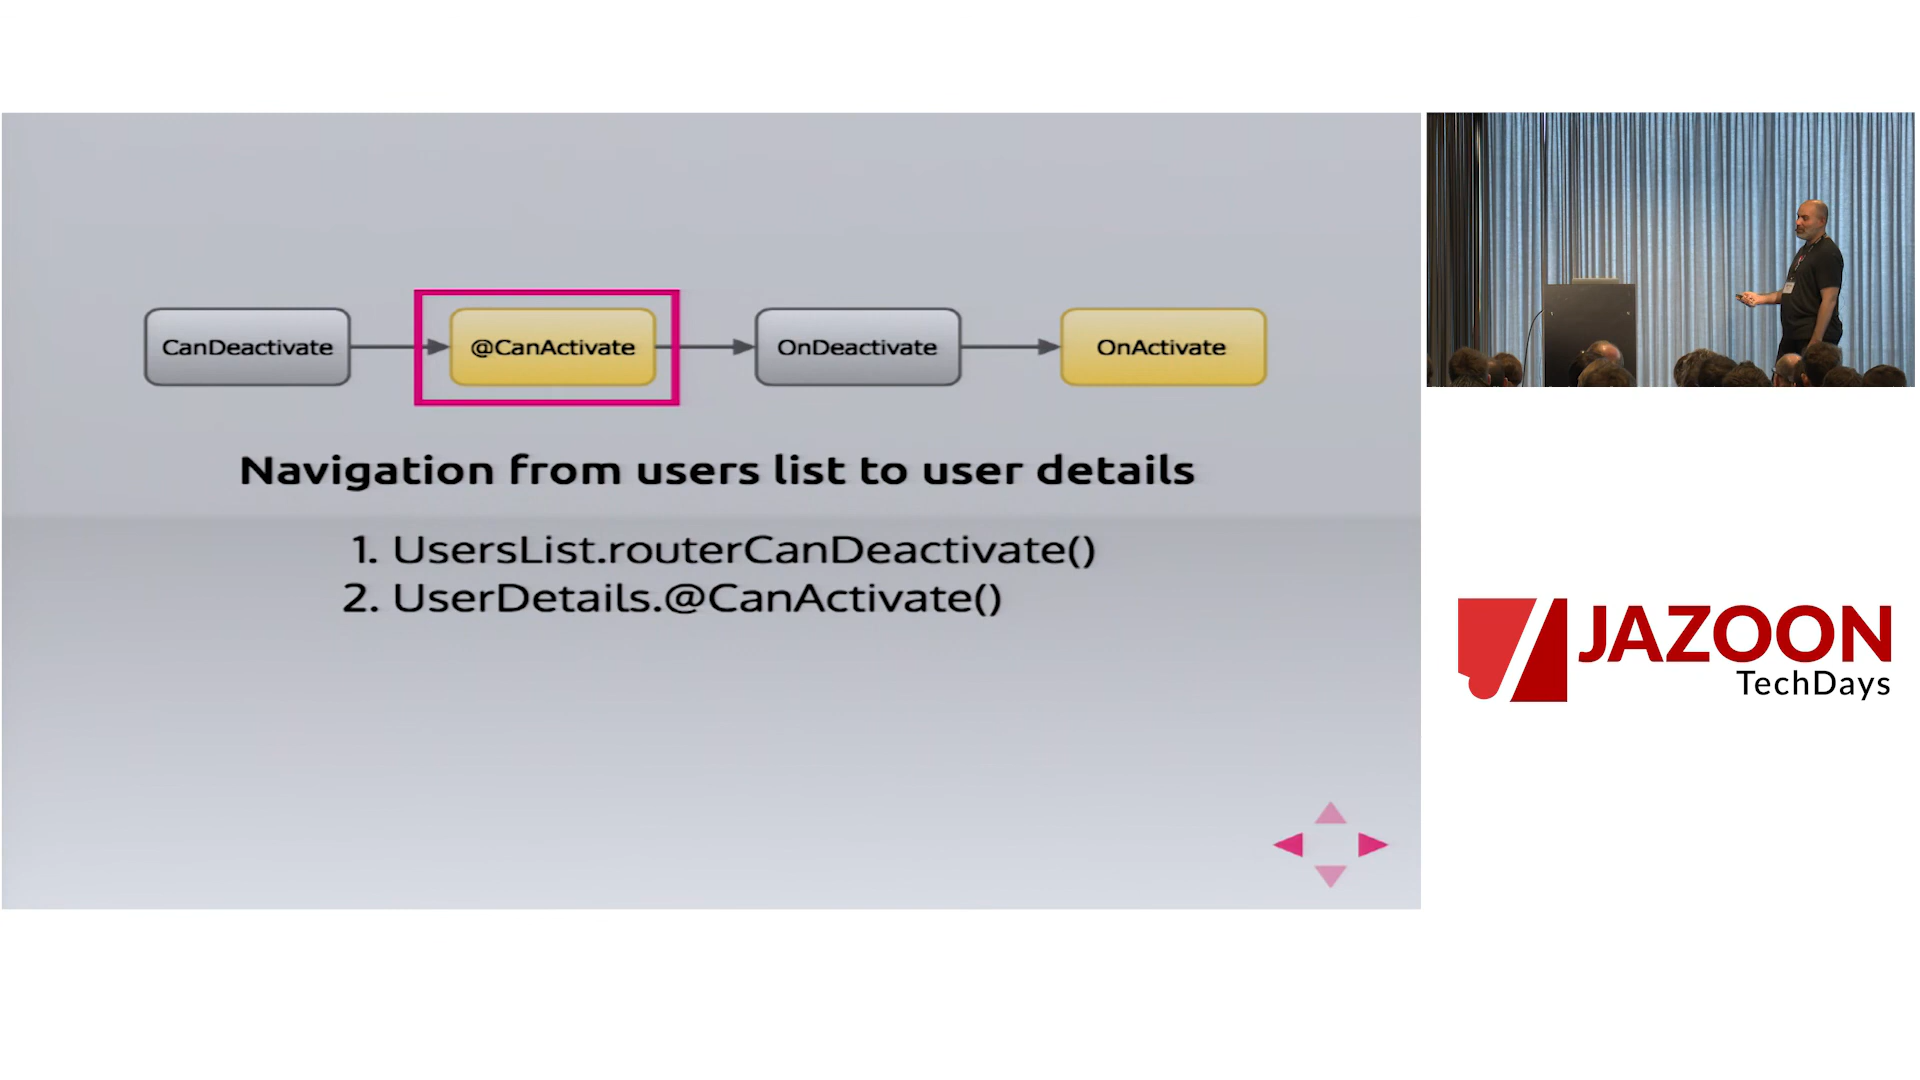 CanDeactivate
@CanActivate
OnDeactivate
OnActivate
Navigation from users list to user details
1. UsersList.routerCanDeactivate()
2. UserDetails.@CanActivate()
JAZOON
TechDays